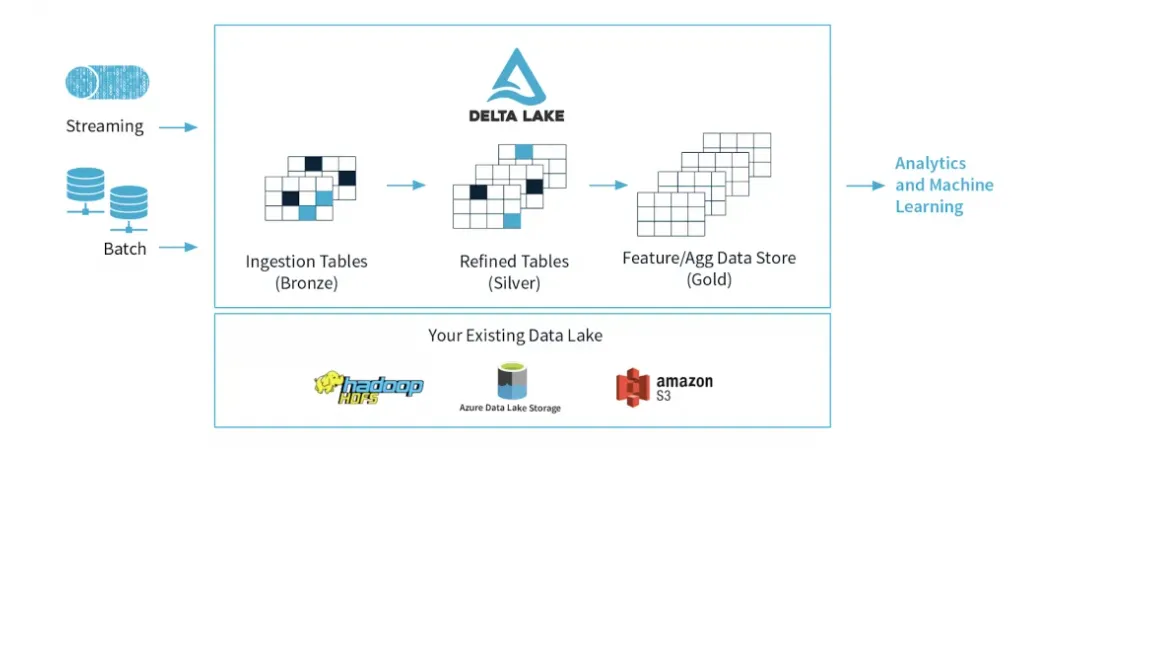 DELTA LAKE
Streaming
Batch
Ingestion Tables
(Bronze)
Refined Tables
(Silver)
Feature/Agg Data Store
(Gold)
Analytics
and Machine
Learning
Your Existing Data Lake
hadoop
HDFS
Azure Data Lake Storage
amazon
S3